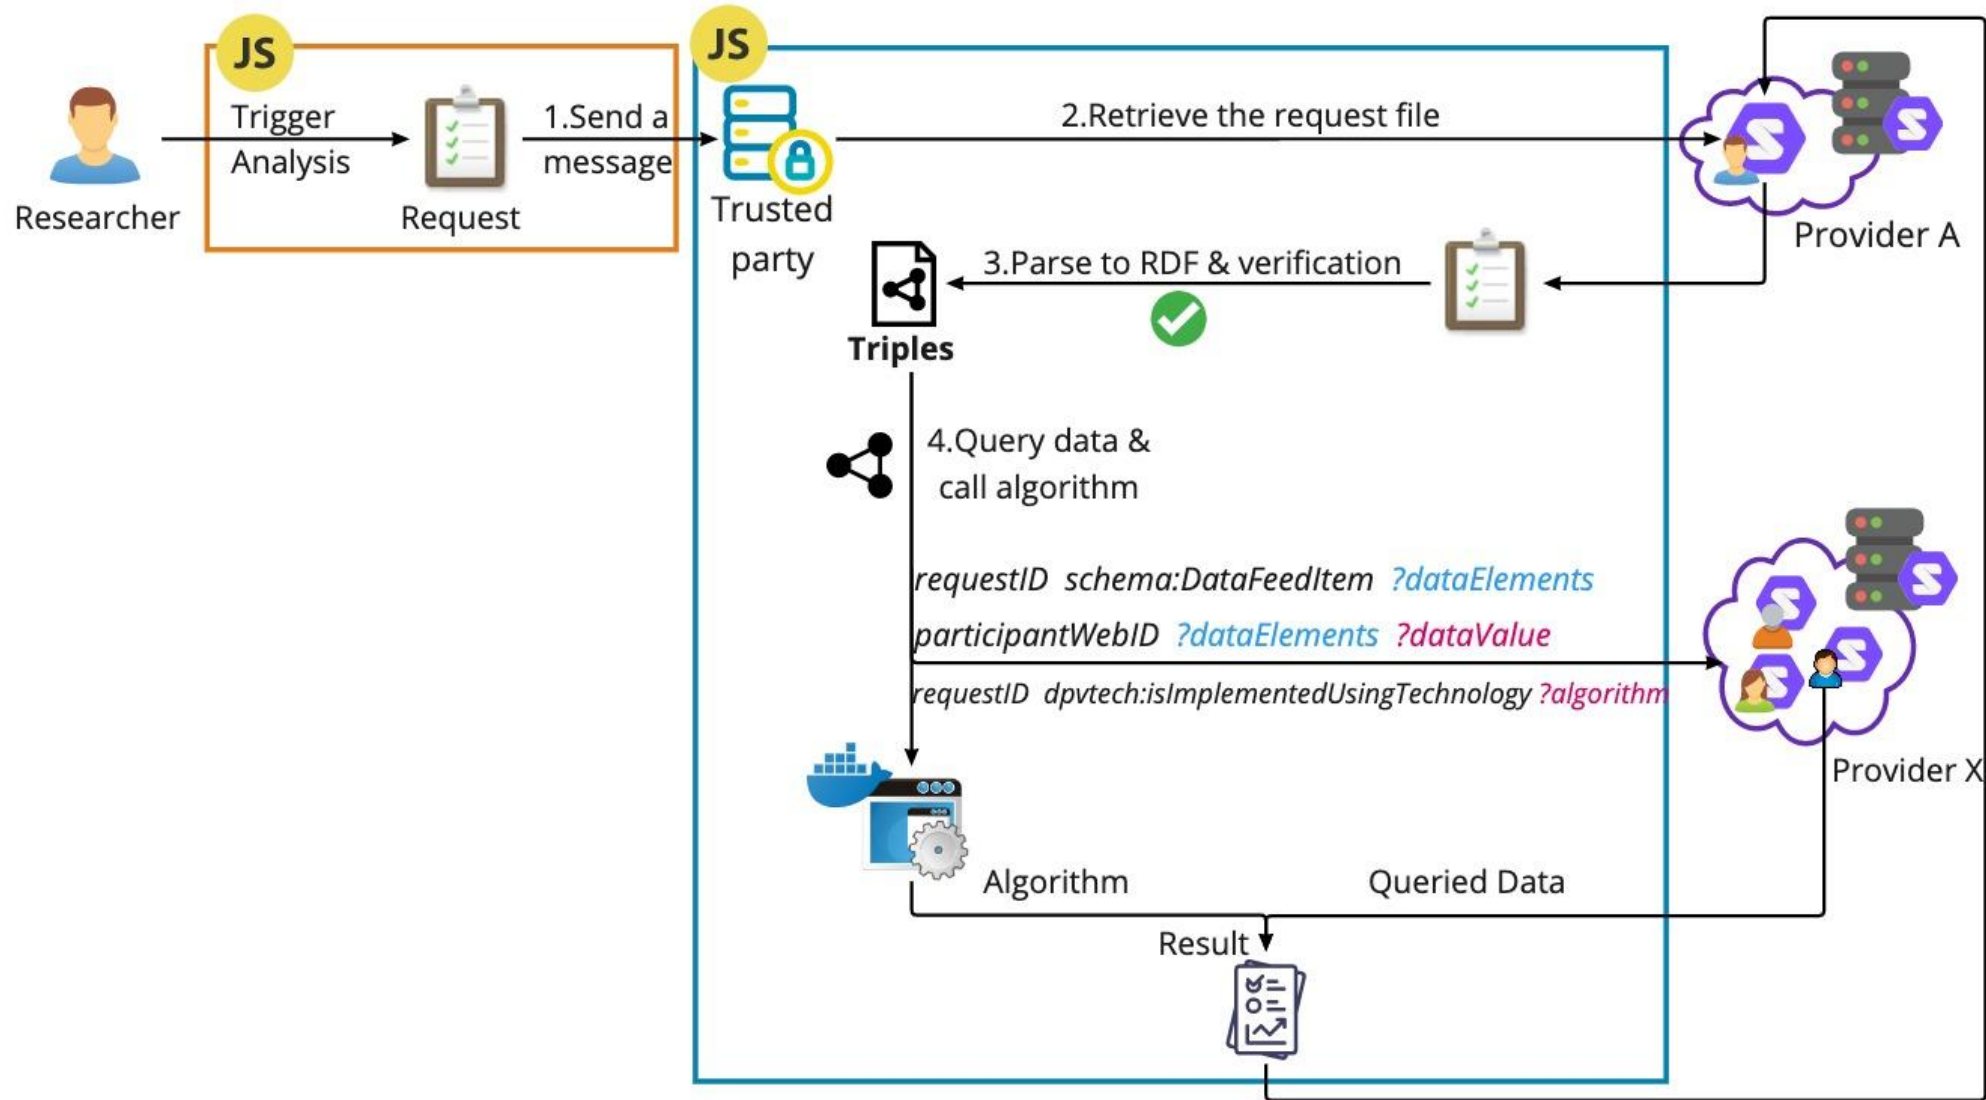 JS
JS
Trigger
Analysis
1.Send a
message
2.Retrieve the request file
Researcher
Request
Trusted
party
Provider A
3.Parse to RDF & verification
Triples
4.Query data &
call algorithm
requestID schema:DataFeedItem ?dataElements
participantWebID ?dataElements ?dataValue
requestID dpvtech:isImplementedUsingTechnology ?algorithm
Provider X
Algorithm
Queried Data
Result